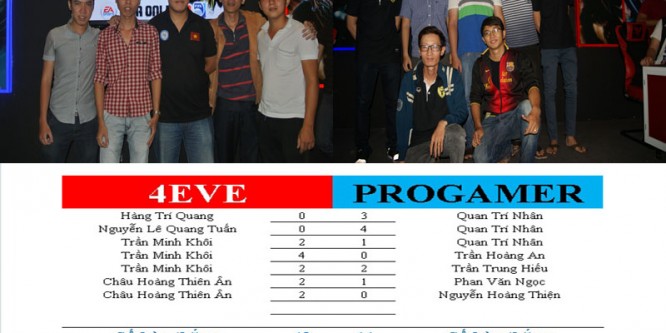 EA
4EVE PROGAMER
Hàng Trí Quang 0 3 Quan Trí Nhân
Nguyễn Lê Quang Tuấn 0 4 Quan Trí Nhân
Trần Minh Khôi 2 1 Quan Trí Nhân
Trần Minh Khôi 4 0 Trần Hoàng An
Trần Minh Khôi 2 2 Trần Trung Hiếu
Châu Hoàng Thiên Ân 2 1 Phan Văn Ngọc
Châu Hoàng Thiên Ân 2 0 Nguyễn Hoàng Thiện